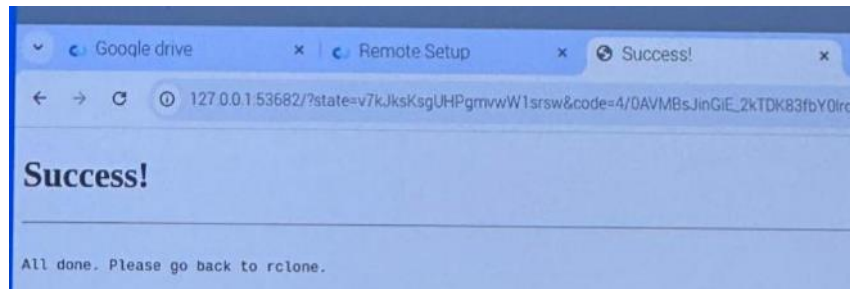 Google drive
Remote Setup
Success!
127.0.0.1:53682/?state=v7kJksKsgUHPgmvwW1srsw&code=4/0AVMBsJinGiE_2kTDK83fbY0lrc
Success!
All done. Please go back to rclone.